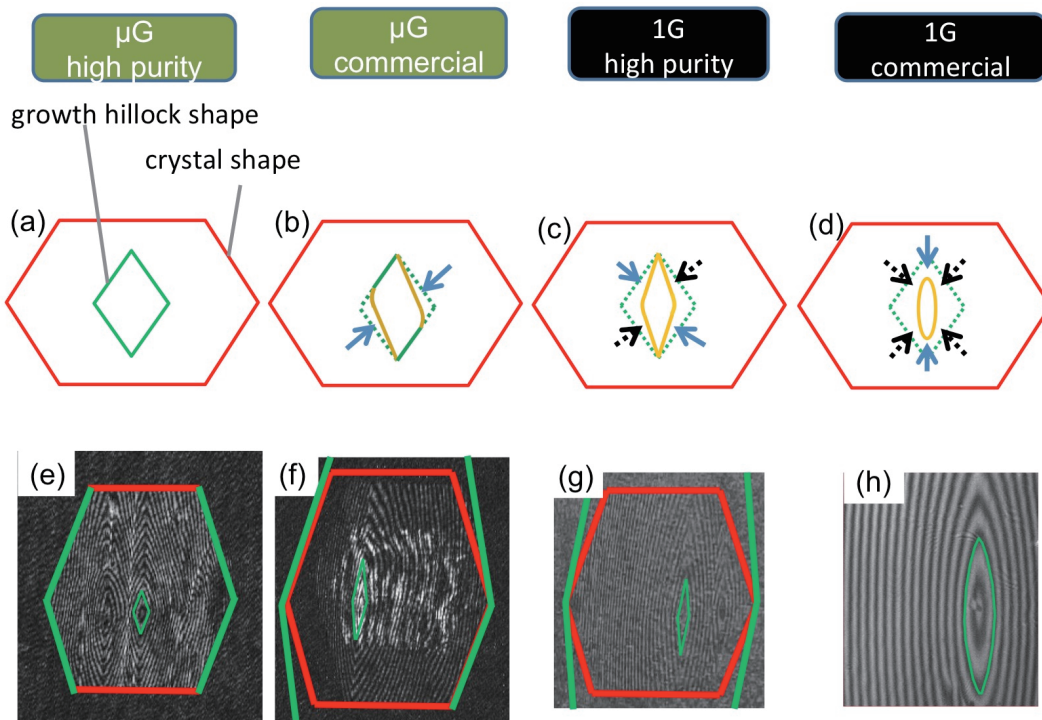 μG
high purity
μG
commercial
1G
high purity
1G
commercial
growth hillock shape
crystal shape
(a)
(b)
(c)
(d)
(e)
(f)
(g)
(h)